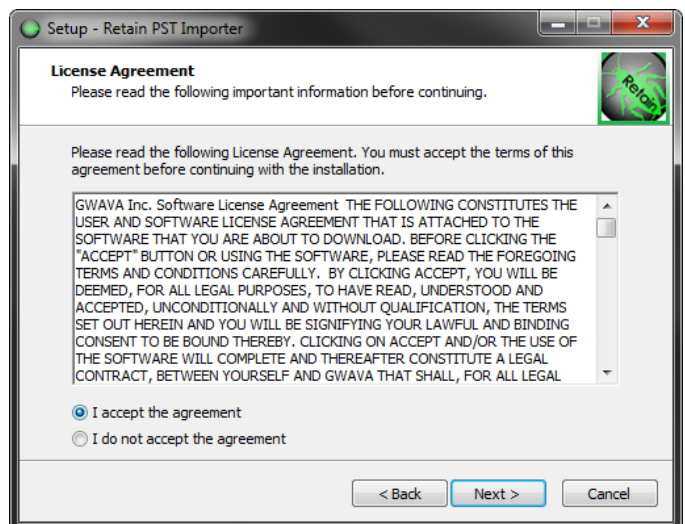 Setup - Retain PST Importer
License Agreement
Please read the following important information before continuing.
Retain
Please read the following License Agreement. You must accept the terms of this
agreement before continuing with the installation.
GWAVA Inc. Software License Agreement  THE FOLLOWING CONSTITUTES THE
USER AND SOFTWARE LICENSE AGREEMENT THAT IS ATTACHED TO THE
SOFTWARE THAT YOU ARE ABOUT TO DOWNLOAD. BEFORE CLICKING THE
"ACCEPT" BUTTON OR USING THE SOFTWARE, PLEASE READ THE FOREGOING
TERMS AND CONDITIONS CAREFULLY.  BY CLICKING ACCEPT, YOU WILL BE
DEEMED, FOR ALL LEGAL PURPOSES, TO HAVE READ, UNDERSTOOD AND
ACCEPTED, UNCONDITIONALLY AND WITHOUT QUALIFICATION, THE TERMS
SET OUT HEREIN AND YOU WILL BE SIGNIFYING YOUR LAWFUL AND BINDING
CONSENT TO BE BOUND THEREBY. CLICKING ON ACCEPT AND/OR THE USE OF
THE SOFTWARE WILL COMPLETE AND THEREAFTER CONSTITUTE A LEGAL
CONTRACT, BETWEEN YOURSELF AND GWAVA THAT SHALL, FOR ALL LEGAL
I accept the agreement
I do not accept the agreement
< Back
Next >
Cancel